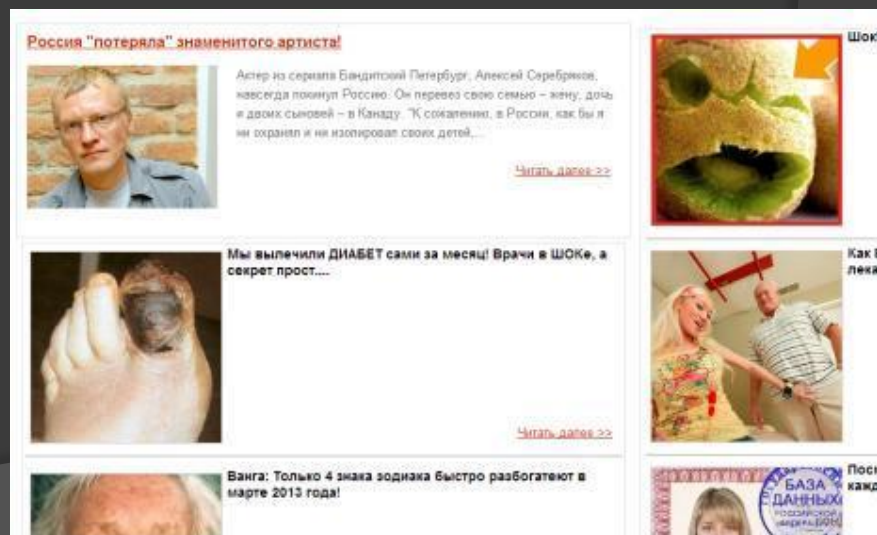 Россия "потеряла" знаменитого артиста!
Актер из сериала Бандитский Петербург, Алексей Серебряков,
навсегда покинул Россию. Он перевез свою семью – жену, дочь
и двоих сыновей – в Канаду. "К сожалению, в России, как бы я
ни охранял и ни изолировал своих детей,...
Читать далее >>
Мы вылечили ДИАБЕТ сами за месяц! Врачи в ШОКе, а
секрет прост....
Читать далее >>
Ванга: Только 4 знака зодиака быстро разбогатеют в
марте 2013 года!
Шок
Как
лека
Посм
кажд
БАЗА
ДАННЫХ